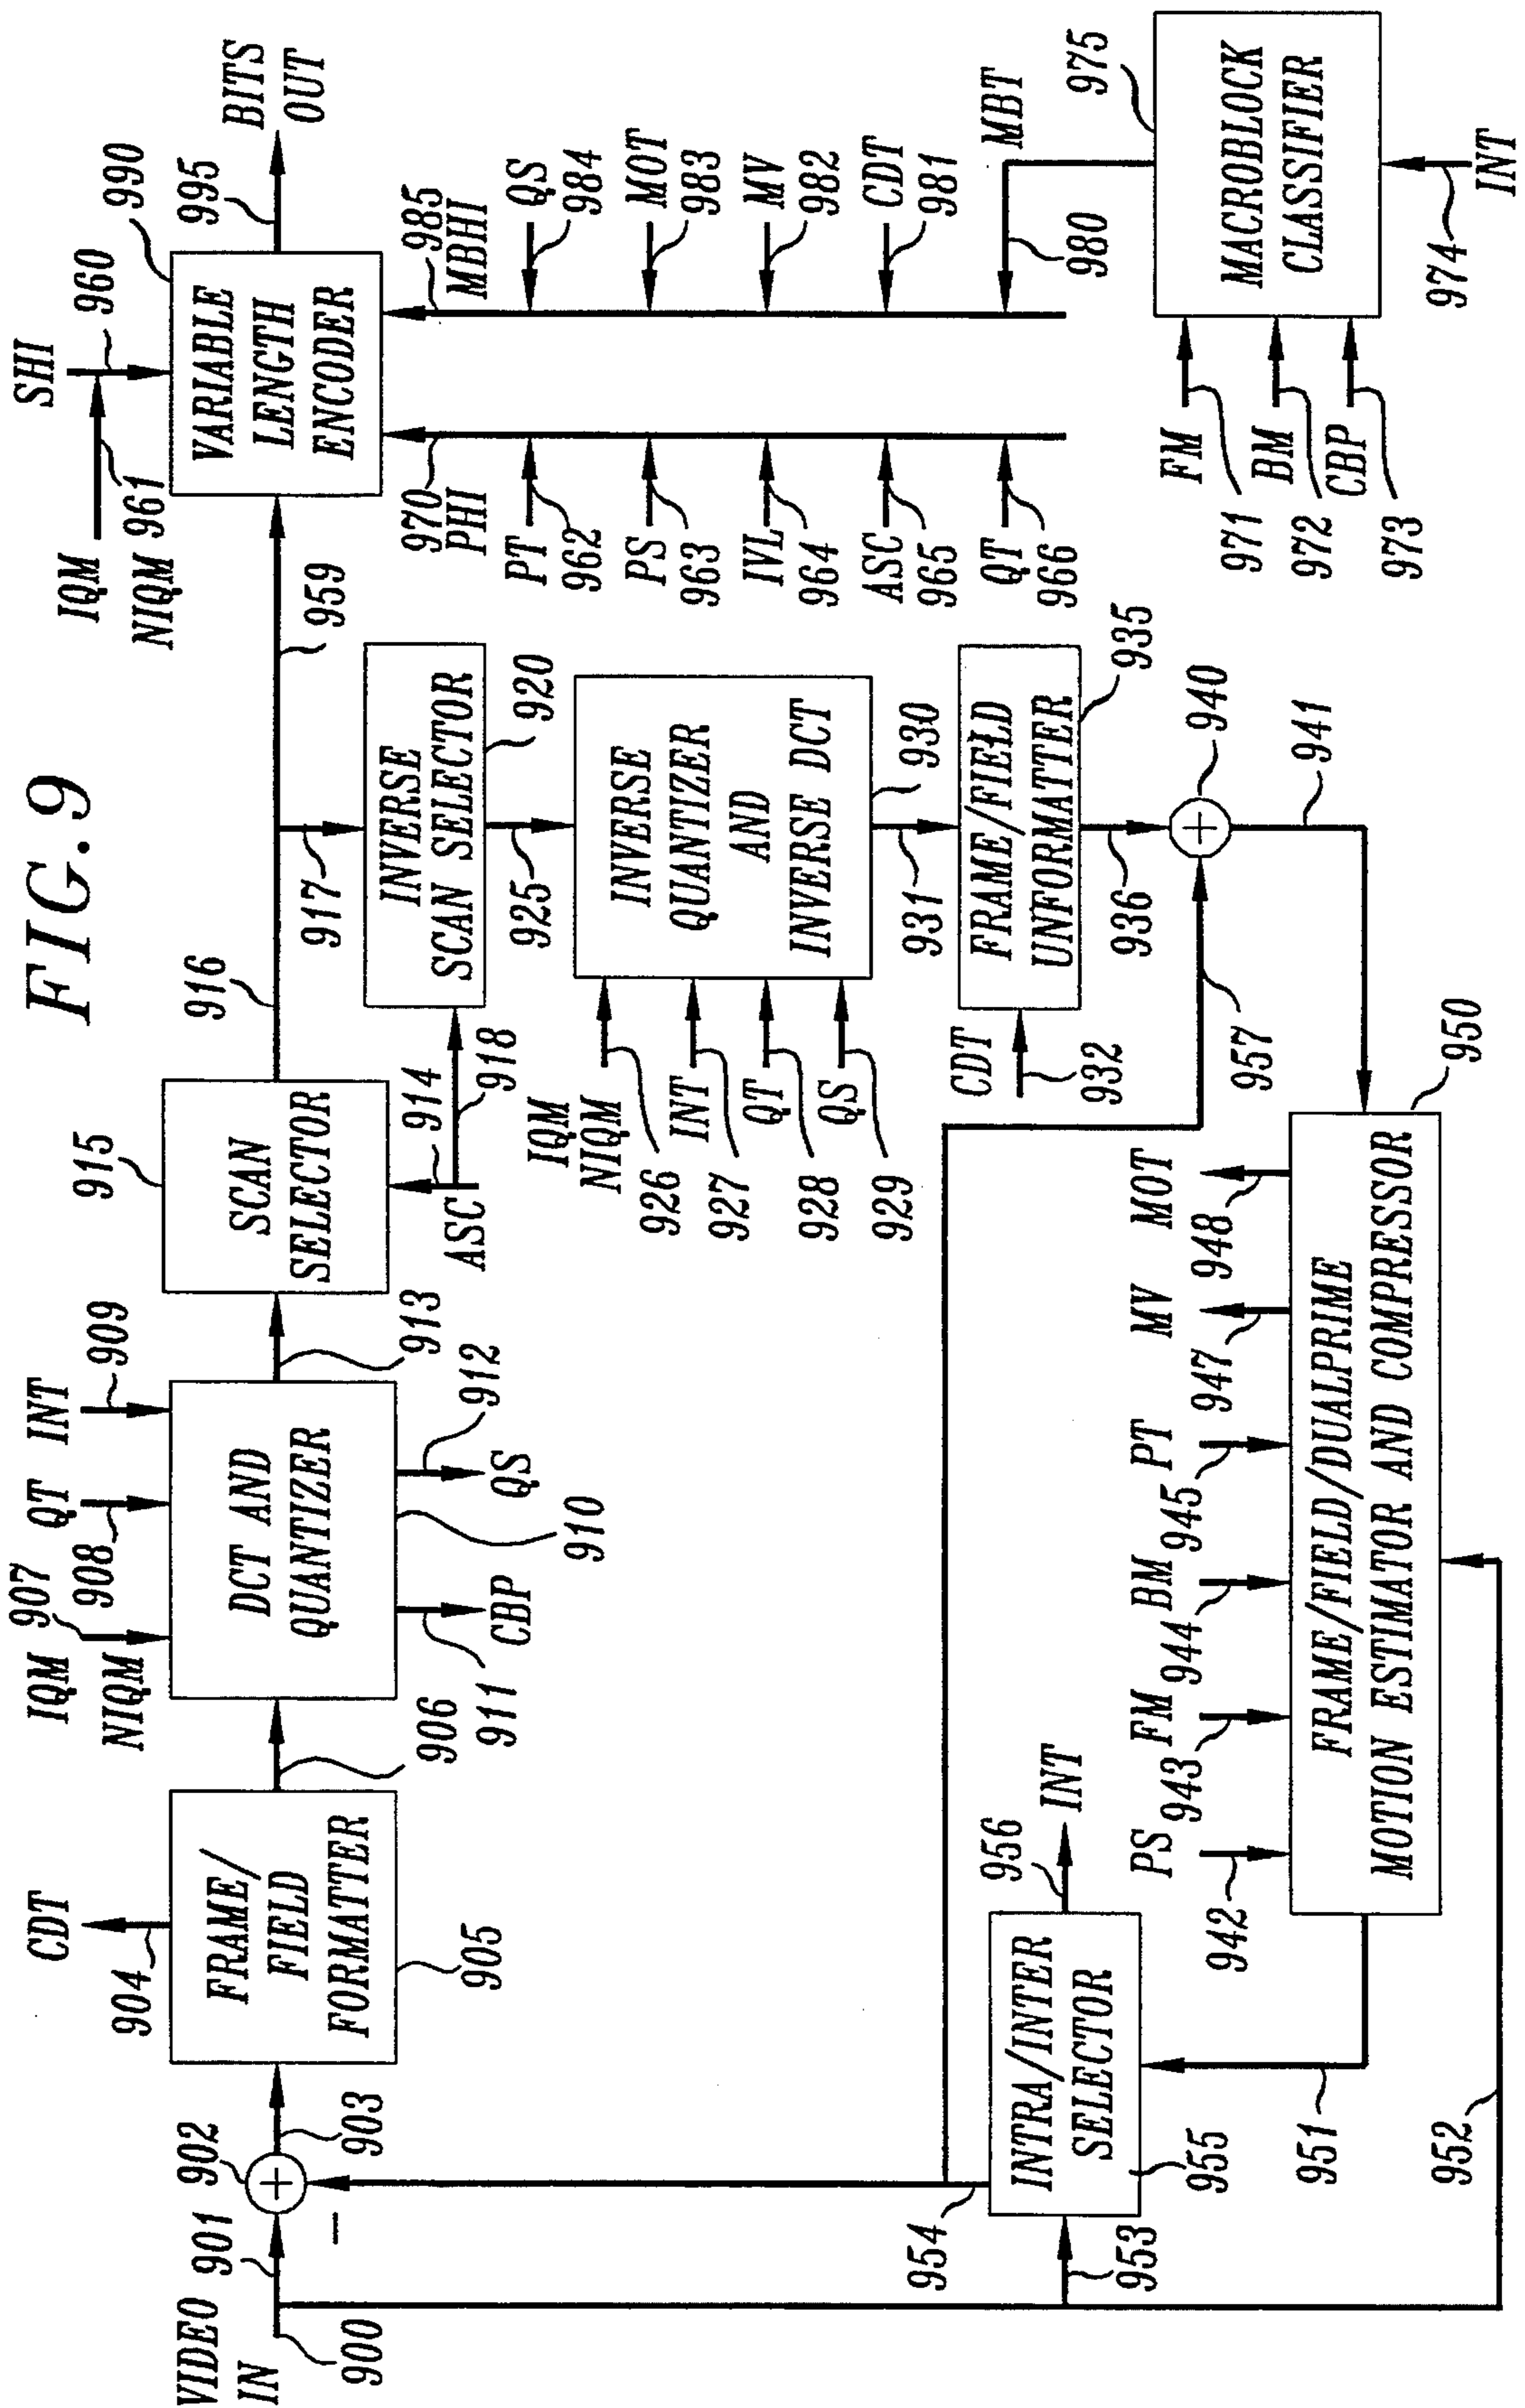 FIG. 9
VIDEO
IN
900
901
902
903
CDT
904
FRAME/
FIELD
FORMATTER
905
906
IQM
NIQM
907
QT
908
INT
909
DCT AND
QUANTIZER
910
CBP
911
QS
912
913
SCAN
SELECTOR
915
ASC
914
918
916
917
959
INVERSE
SCAN SELECTOR
920
925
IQM
NIQM
926
INT
927
QT
928
QS
929
INVERSE
QUANTIZER
AND
INVERSE DCT
930
931
CDT
932
FRAME/FIELD
UNFORMATTER
935
936
957
940
941
SHI
960
IQM
NIQM
961
VARIABLE
LENGTH
ENCODER
990
995
BITS
OUT
970
PHI
PT
962
PS
963
IVL
964
ASC
965
QT
966
985
MBHI
QS
984
MOT
983
MV
982
CDT
981
MBT
980
MACROBLOCK
CLASSIFIER
975
FM
971
BM
972
CBP
973
INT
974
INTRA/INTER
SELECTOR
955
954
953
INT
956
951
952
PS
942
FM
943
BM
944
PT
945
MV
947
MOT
948
FRAME/FIELD/DUALPRIME
MOTION ESTIMATOR AND COMPRESSOR
950